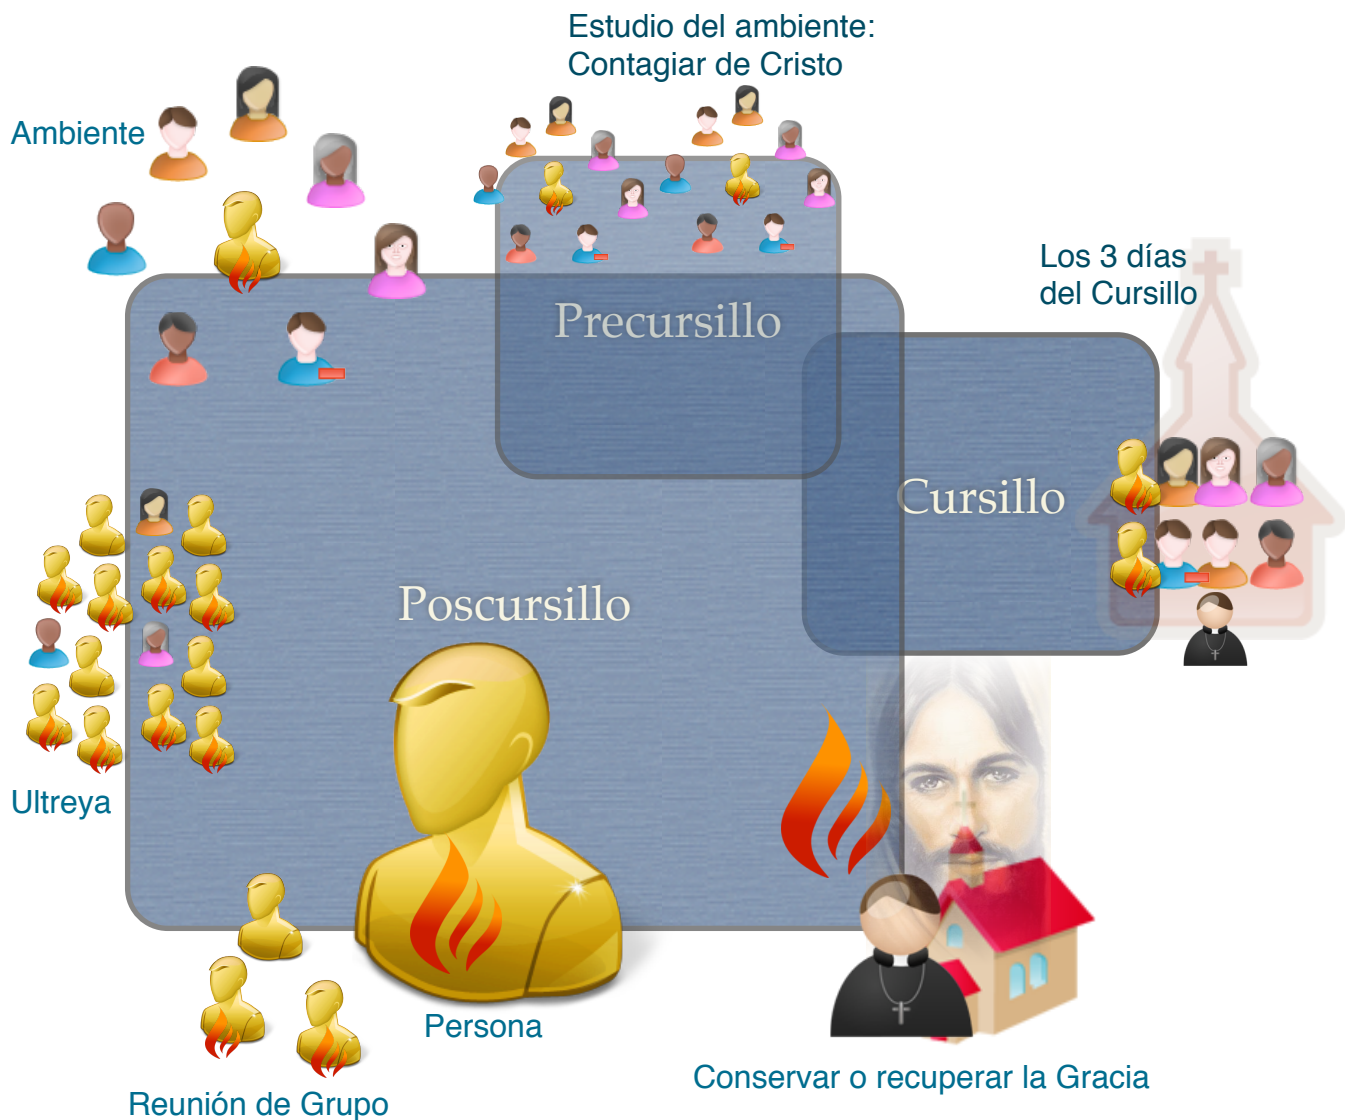 Estudio del ambiente:
Contagiar de Cristo
Ambiente
Los 3 días
del Cursillo
Precursillo
Cursillo
Poscursillo
Ultreya
Persona
Conservar o recuperar la Gracia
Reunión de Grupo